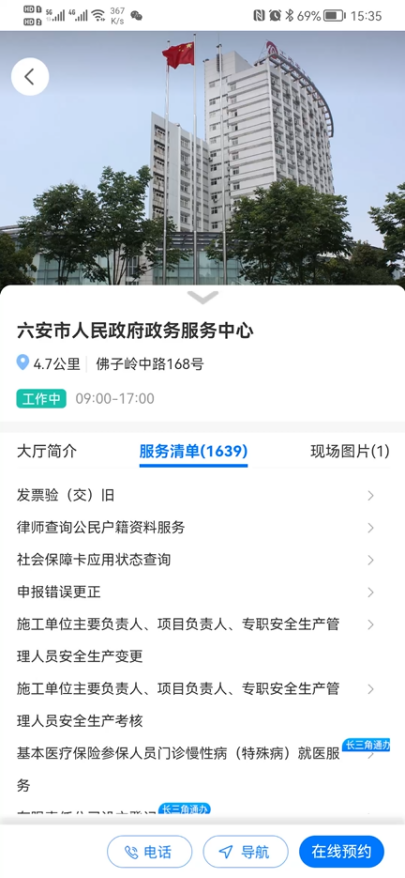 HD 1 5G 4G 367 69% 15:35
HD 2 K/s
六安市人民政府政务服务中心
4.7公里 佛子岭中路168号
工作中 09:00-17:00
大厅简介 服务清单(1639) 现场图片(1)
发票验（交）旧
律师查询公民户籍资料服务
社会保障卡应用状态查询
申报错误更正
施工单位主要负责人、项目负责人、专职安全生产管
理人员安全生产变更
施工单位主要负责人、项目负责人、专职安全生产管
理人员安全生产考核
长三角通办
基本医疗保险参保人员门诊慢性病（特殊病）就医服
务
长三角通办
电话 导航 在线预约